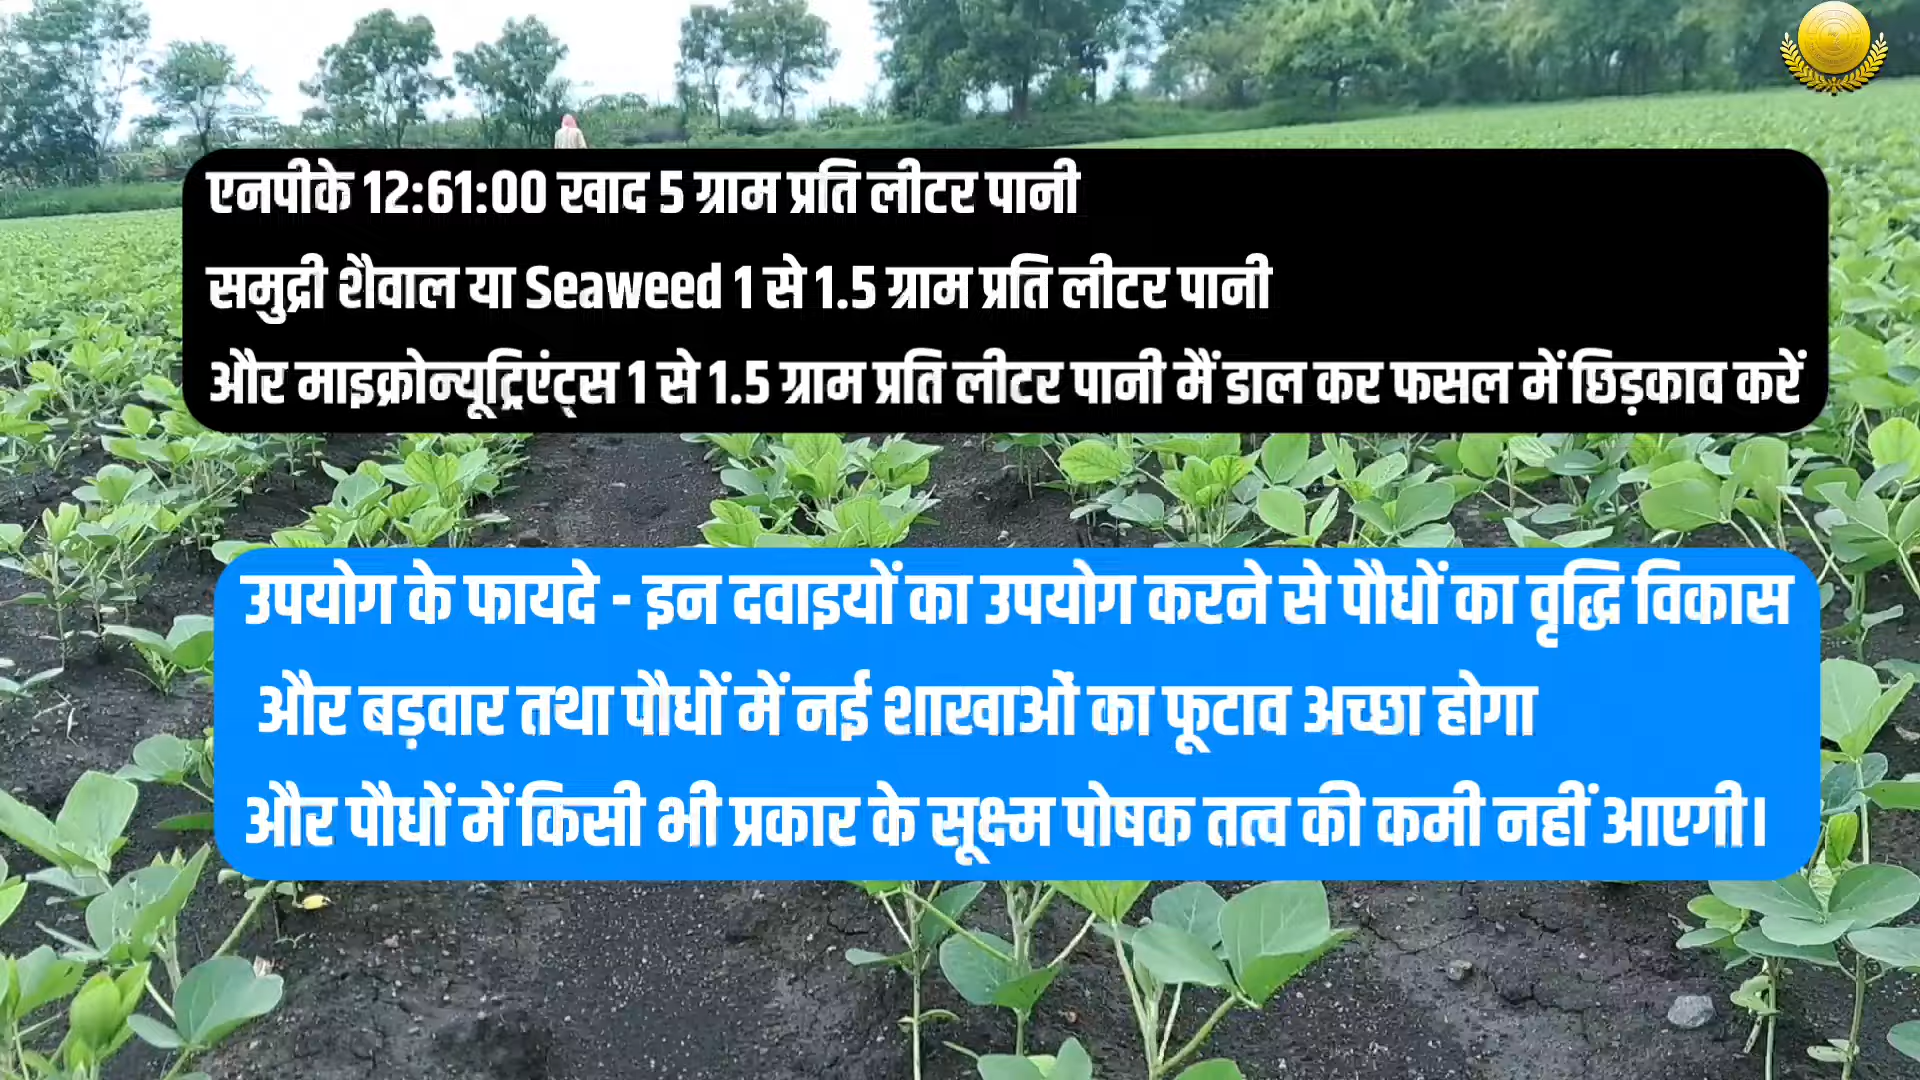 एनपीके 12:61:00 खाद 5 ग्राम प्रति लीटर पानी
समुद्री शैवाल या Seaweed 1 से 1.5 ग्राम प्रति लीटर पानी
और माइक्रोन्यूट्रिएंट्स 1 से 1.5 ग्राम प्रति लीटर पानी मैं डाल कर फसल में छिड़काव करें
उपयोग के फायदे - इन दवाइयों का उपयोग करने से पौधों का वृद्धि विकास
और बड़वार तथा पौधों में नई शाखाओं का फूटाव अच्छा होगा
और पौधों में किसी भी प्रकार के सूक्ष्म पोषक तत्व की कमी नहीं आएगी।